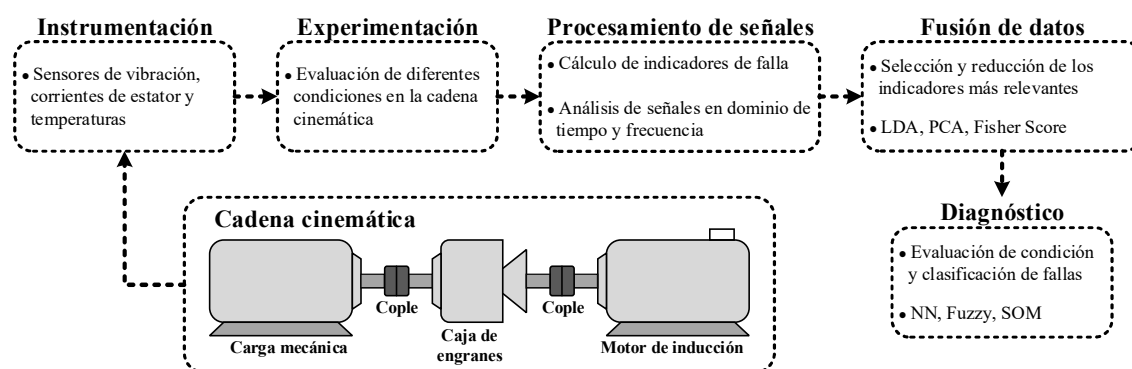 Instrumentación
• Sensores de vibración,
corrientes de estator y
temperaturas
Experimentación
• Evaluación de diferentes
condiciones en la cadena
cinemática
Procesamiento de señales
• Cálculo de indicadores de falla
• Análisis de señales en dominio de
tiempo y frecuencia
Fusión de datos
• Selección y reducción de los
indicadores más relevantes
• LDA, PCA, Fisher Score
Diagnóstico
• Evaluación de condición
y clasificación de fallas
• NN, Fuzzy, SOM
Cadena cinemática
Cople
Cople
Carga mecánica
Caja de
engranes
Motor de inducción